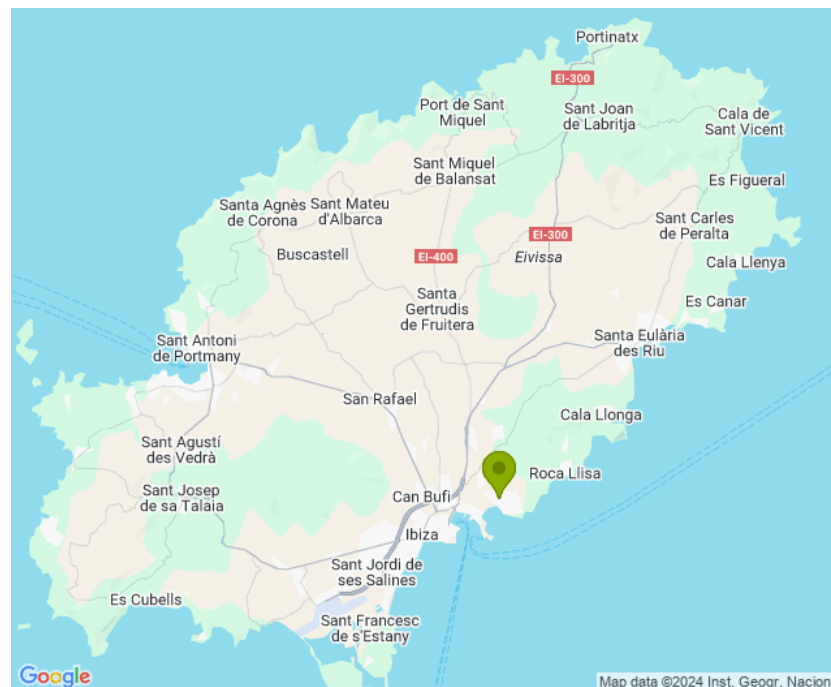 Portinatx
EI-300
Port de Sant
Miquel
Sant Joan
de Labritja
Cala de
Sant Vicent
Sant Miquel
de Balansat
Es Figueral
Santa Agnès
de Corona
Sant Mateu
d'Albarca
Sant Carles
de Peralta
EI-300
Buscastell
EI-400
Eivissa
Cala Llenya
Santa
Gertrudis
de Fruitera
Es Canar
Sant Antoni
de Portmany
Santa Eulària
des Riu
San Rafael
Cala Llonga
Sant Agustí
des Vedrà
Roca Llisa
Sant Josep
de sa Talaia
Can Bufi
Ibiza
Sant Jordi de
ses Salines
Es Cubells
Sant Francesc
de s'Estany
Google
Map data ©2024 Inst. Geogr. Nacion